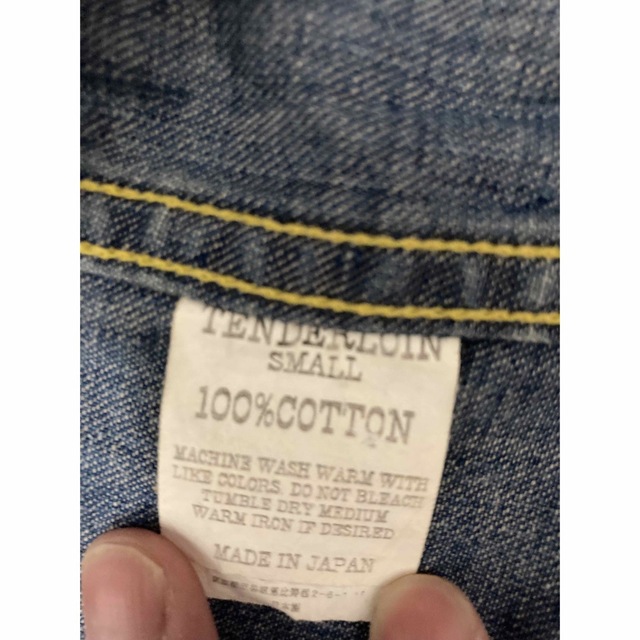 TENDERLOIN
SMALL
100%COTTON
MACHINE WASH WARM WITH
LIKE COLORS. DO NOT BLEACH
TUMBLE DRY MEDIUM
WARM IRON IF DESIRED
MADE IN JAPAN